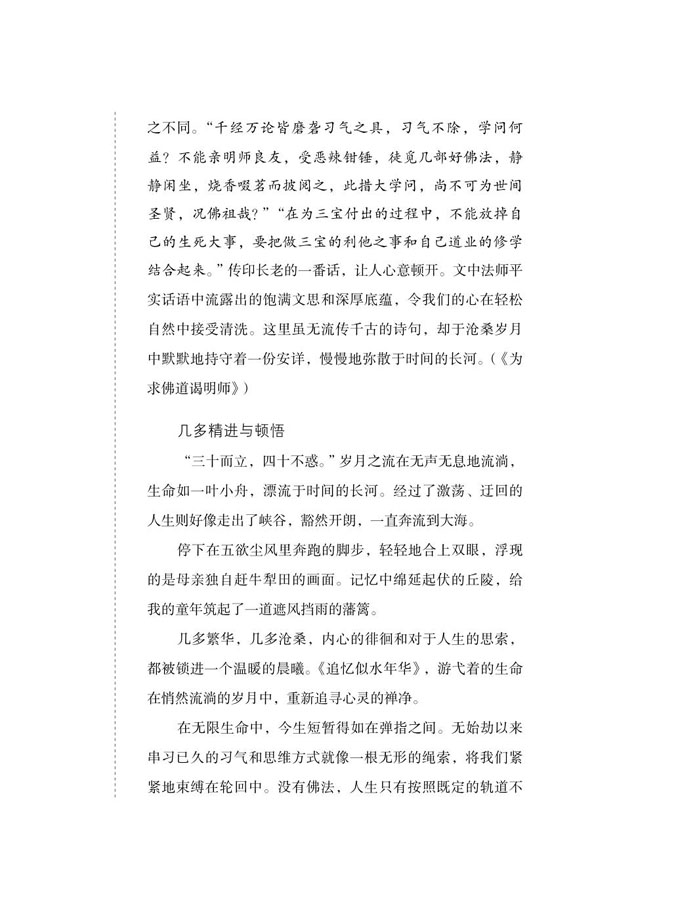 之不同。“千经万论皆磨砻习气之具，习气不除，学问何
益？不能亲明师良友，受恶辣钳锤，徒觅几部好佛法，静
静闲坐，烧香啜茗而披阅之，此措大学问，尚不可为世间
圣贤，况佛祖哉？”“在为三宝付出的过程中，不能放掉自
己的生死大事，要把做三宝的利他之事和自己道业的修学
结合起来。”传印长老的一番话，让人心意顿开。文中法师平
实话语中流露出的饱满文思和深厚底蕴，令我们的心在轻松
自然中接受清洗。这里虽无流传千古的诗句，却于沧桑岁月
中默默地持守着一份安详，慢慢地弥散于时间的长河。（《为
求佛道谒明师》）
几多精进与顿悟
“三十而立，四十不惑。”岁月之流在无声无息地流淌，
生命如一叶小舟，漂流于时间的长河。经过了激荡、迂回的
人生则好像走出了峡谷，豁然开朗，一直奔流到大海。
停下在五欲尘风里奔跑的脚步，轻轻地合上双眼，浮现
的是母亲独自赶牛犁田的画面。记忆中绵延起伏的丘陵，给
我的童年筑起了一道遮风挡雨的藩篱。
几多繁华，几多沧桑，内心的徘徊和对于人生的思索，
都被锁进一个温暖的晨曦。《追忆似水年华》，游弋着的生命
在悄然流淌的岁月中，重新追寻心灵的禅净。
在无限生命中，今生短暂得如在弹指之间。无始劫以来
串习已久的习气和思维方式就像一根无形的绳索，将我们紧
紧地束缚在轮回中。没有佛法，人生只有按照既定的轨道不